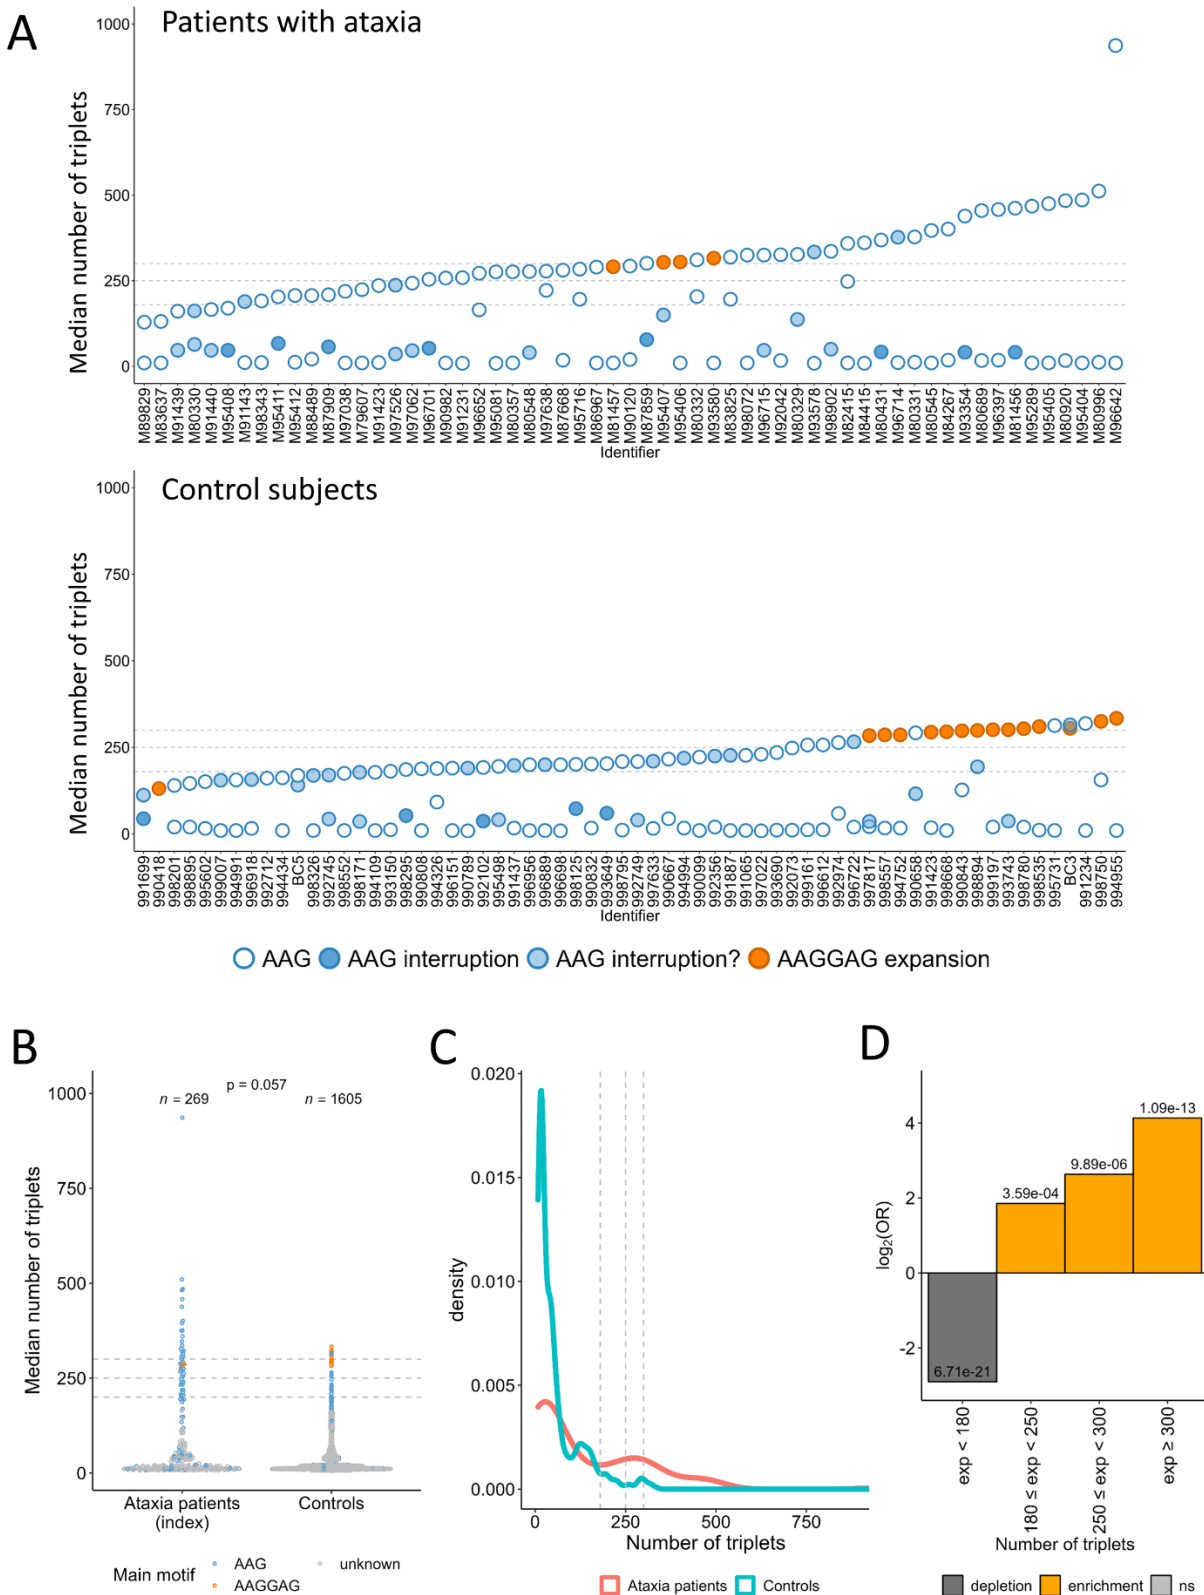 A
Patients with ataxia
Median number of triplets
1000
750
500
250
0
M89829
M83637
M91439
M80330
M91440
M95408
M91143
M98343
M95411
M95412
M88489
M87909
M97038
M79607
M91423
M97526
M97062
M96701
M90982
M91231
M96652
M95081
M80357
M80548
M97638
M87668
M95716
M86967
M81457
M90120
M87859
M95407
M95406
M80332
M93580
M83825
M98072
M96715
M92042
M80329
M93578
M98902
M82415
M84415
M80431
M96714
M80331
M80545
M84267
M93354
M80689
M96397
M81456
M95289
M95405
M80920
M95404
M80996
M96642
Identifier
Control subjects
Median number of triplets
1000
750
500
250
0
991699
990418
998201
998895
995602
990007
994991
996918
992712
994434
BC5
998326
992745
998552
998171
994109
993150
998295
990608
994326
996151
990789
992102
995498
991437
996956
996889
996698
998125
990832
993649
998795
992749
997633
990667
994994
990099
992356
991887
991065
997022
993690
992073
999161
996612
992974
996722
997817
998557
994752
990658
991423
998668
990843
998894
999197
993743
998780
998535
995731
BC3
991234
998750
994955
Identifier
AAG
AAG interruption
AAG interruption?
AAGGAG expansion
B
Median number of triplets
1000
750
500
250
0
p = 0.057
n = 269
n = 1605
Ataxia patients
(index)
Controls
Main motif
AAG
unknown
AAGGAG
C
density
0.020
0.015
0.010
0.005
0.000
0
250
500
750
Number of triplets
Ataxia patients
Controls
D
log2(OR)
4
2
0
-2
6.71e-21
3.59e-04
9.89e-06
1.09e-13
exp < 180
180 ≤ exp < 250
250 ≤ exp < 300
exp ≥ 300
Number of triplets
depletion
enrichment
ns